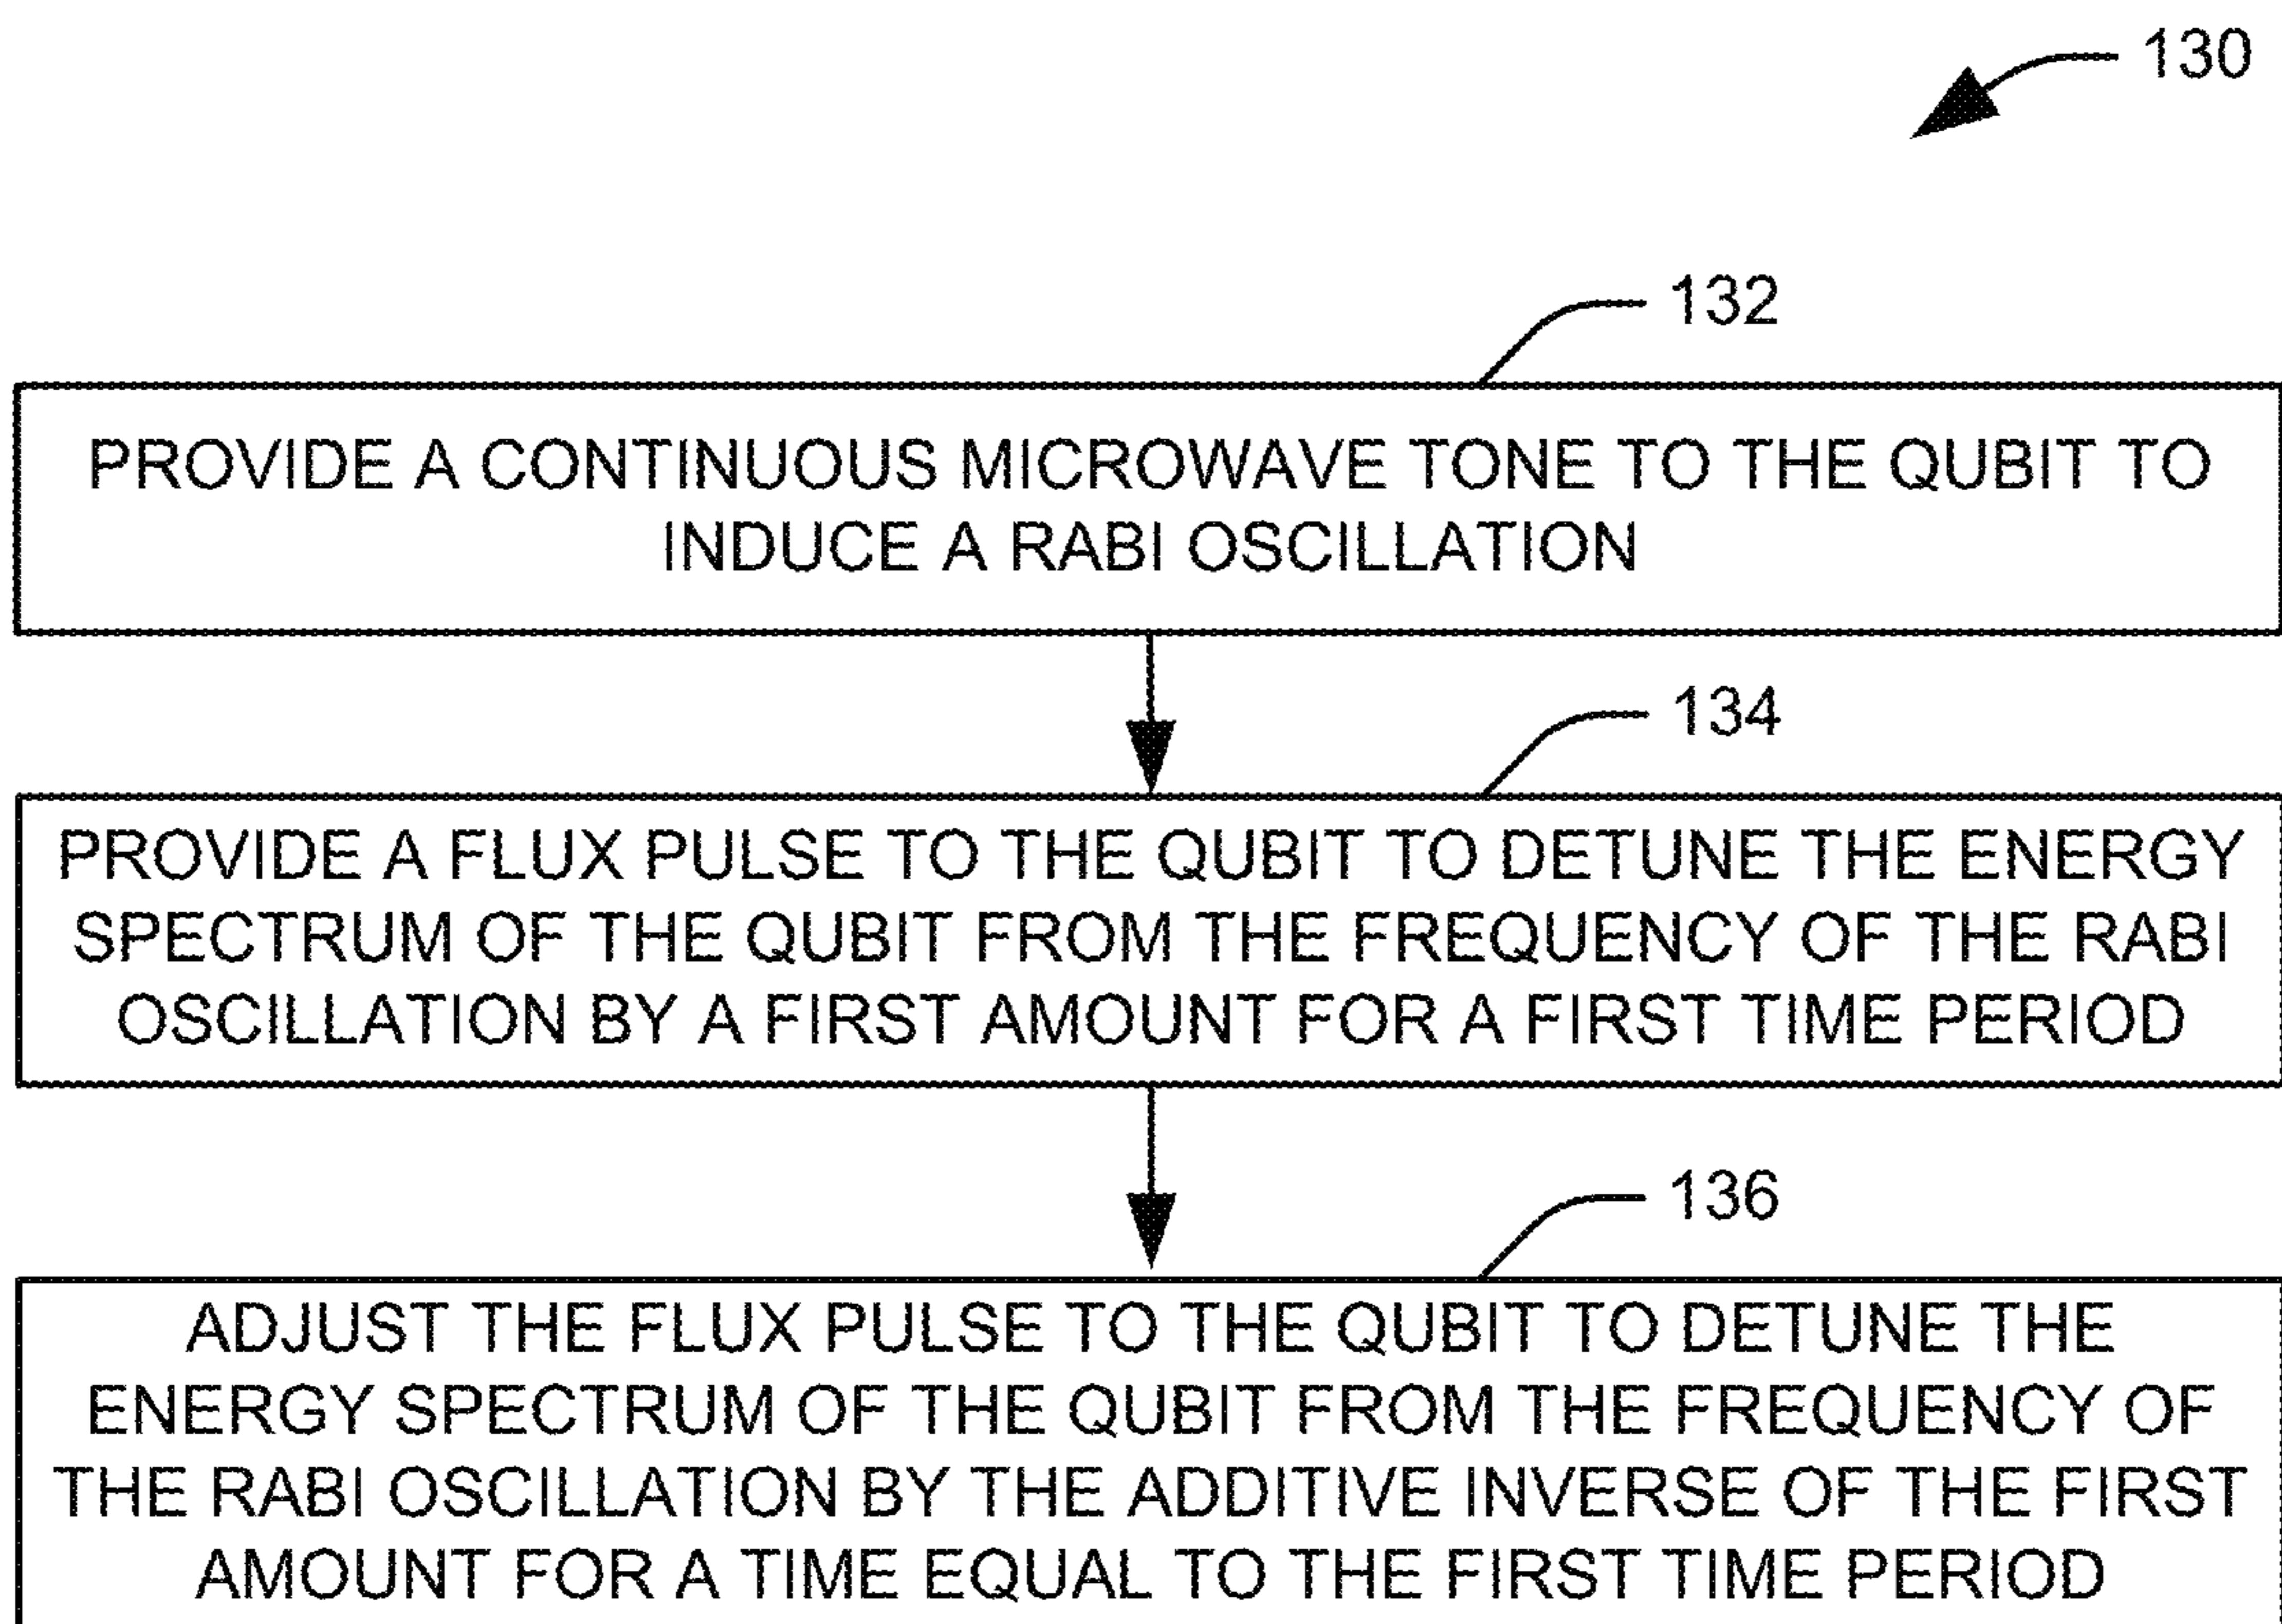 130
132
PROVIDE A CONTINUOUS MICROWAVE TONE TO THE QUBIT TO
INDUCE A RABI OSCILLATION
134
PROVIDE A FLUX PULSE TO THE QUBIT TO DETUNE THE ENERGY
SPECTRUM OF THE QUBIT FROM THE FREQUENCY OF THE RABI
OSCILLATION BY A FIRST AMOUNT FOR A FIRST TIME PERIOD
136
ADJUST THE FLUX PULSE TO THE QUBIT TO DETUNE THE
ENERGY SPECTRUM OF THE QUBIT FROM THE FREQUENCY OF
THE RABI OSCILLATION BY THE ADDITIVE INVERSE OF THE FIRST
AMOUNT FOR A TIME EQUAL TO THE FIRST TIME PERIOD